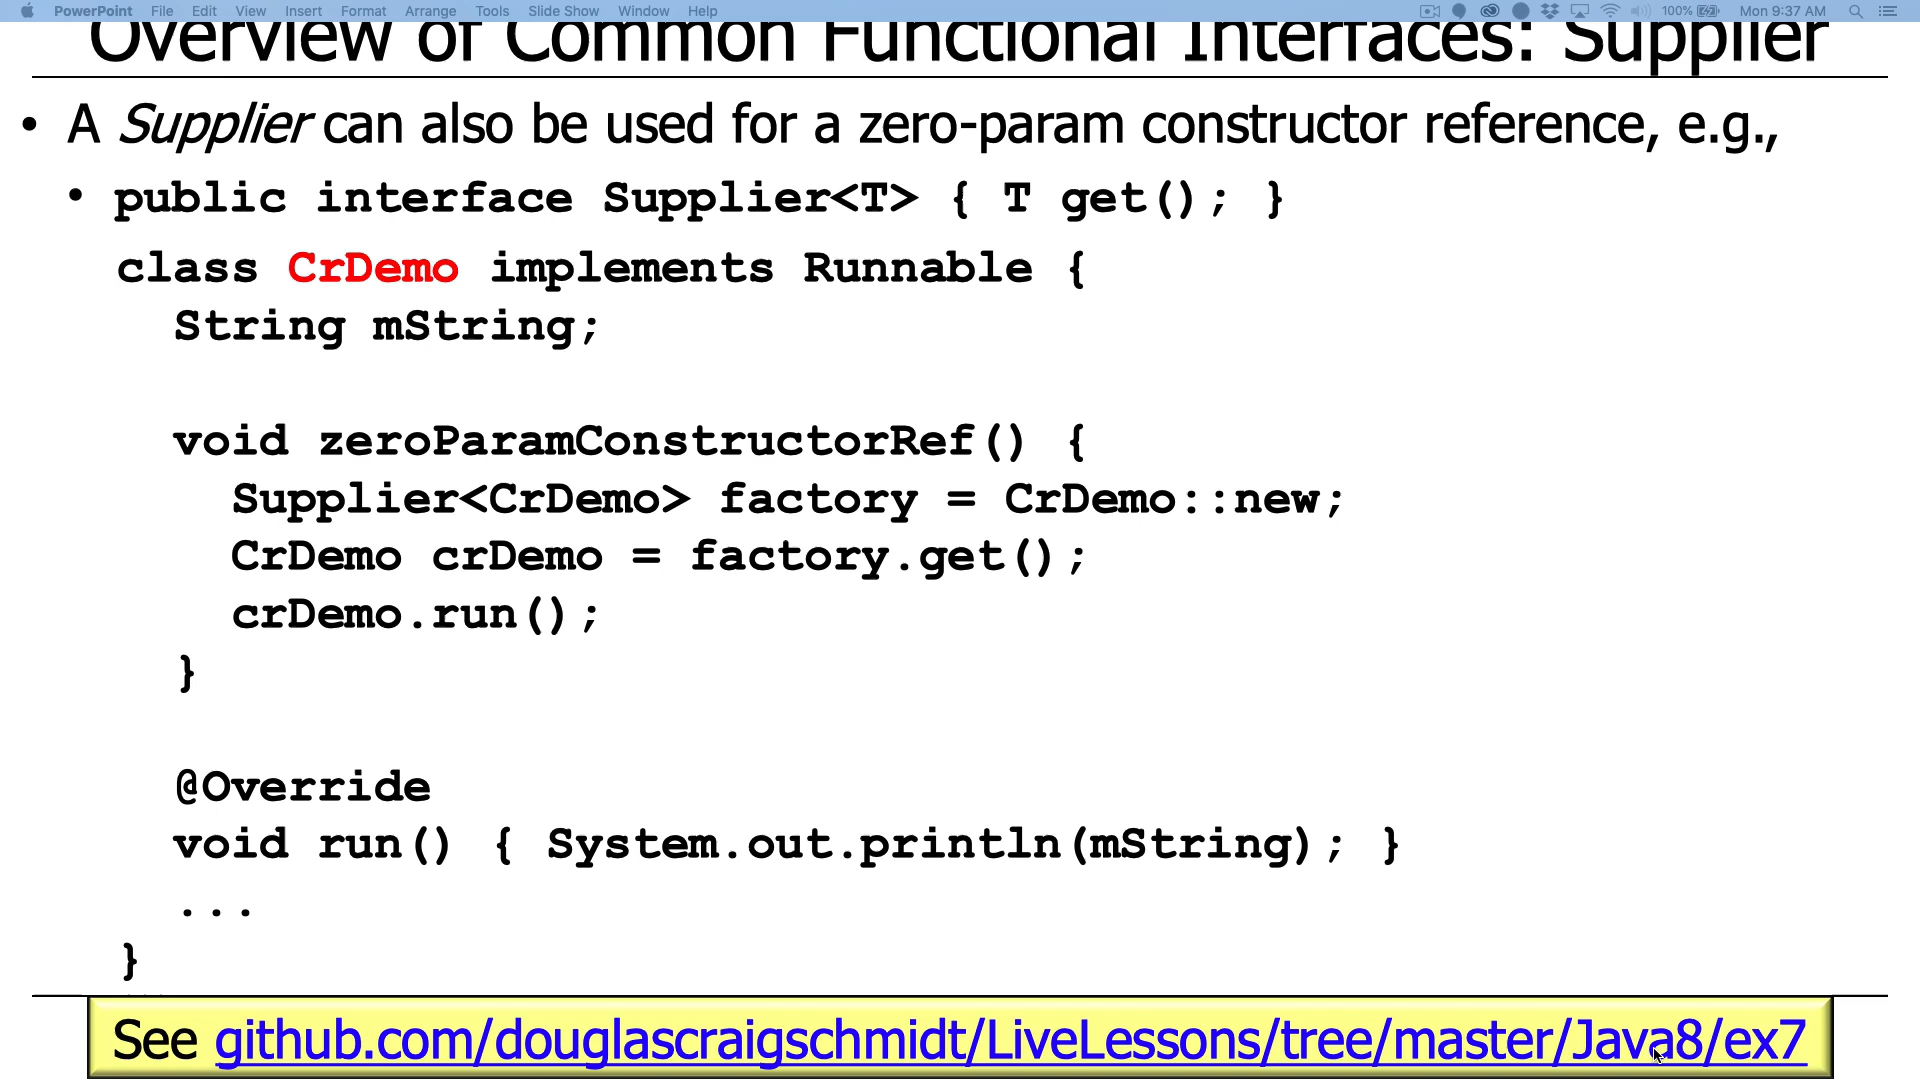 PowerPoint File Edit View Insert Format Arrange Tools Slide Show Window Help 100% Mon 9:37 AM
Overview of Common Functional Interfaces: Supplier
• A Supplier can also be used for a zero-param constructor reference, e.g.,
• public interface Supplier<T> { T get(); }
class CrDemo implements Runnable {
String mString;
void zeroParamConstructorRef() {
Supplier<CrDemo> factory = CrDemo::new;
CrDemo crDemo = factory.get();
crDemo.run();
}
@Override
void run() { System.out.println(mString); }
...
}
See github.com/douglascraigschmidt/LiveLessons/tree/master/Java8/ex7